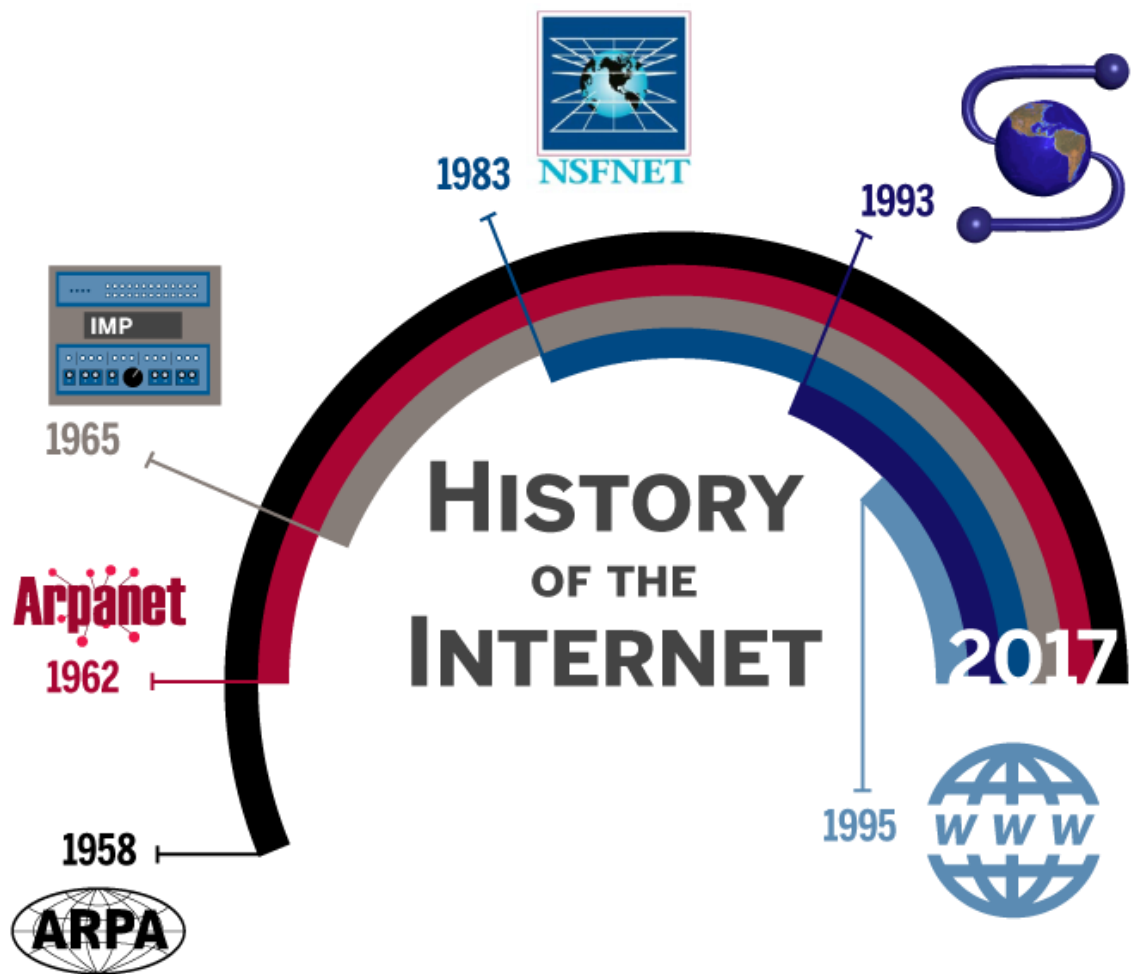 NSFNET
1983
1993
IMP
1965
HISTORY
OF THE
INTERNET
Arpanet
1962
2017
1958
ARPA
1995
WWW